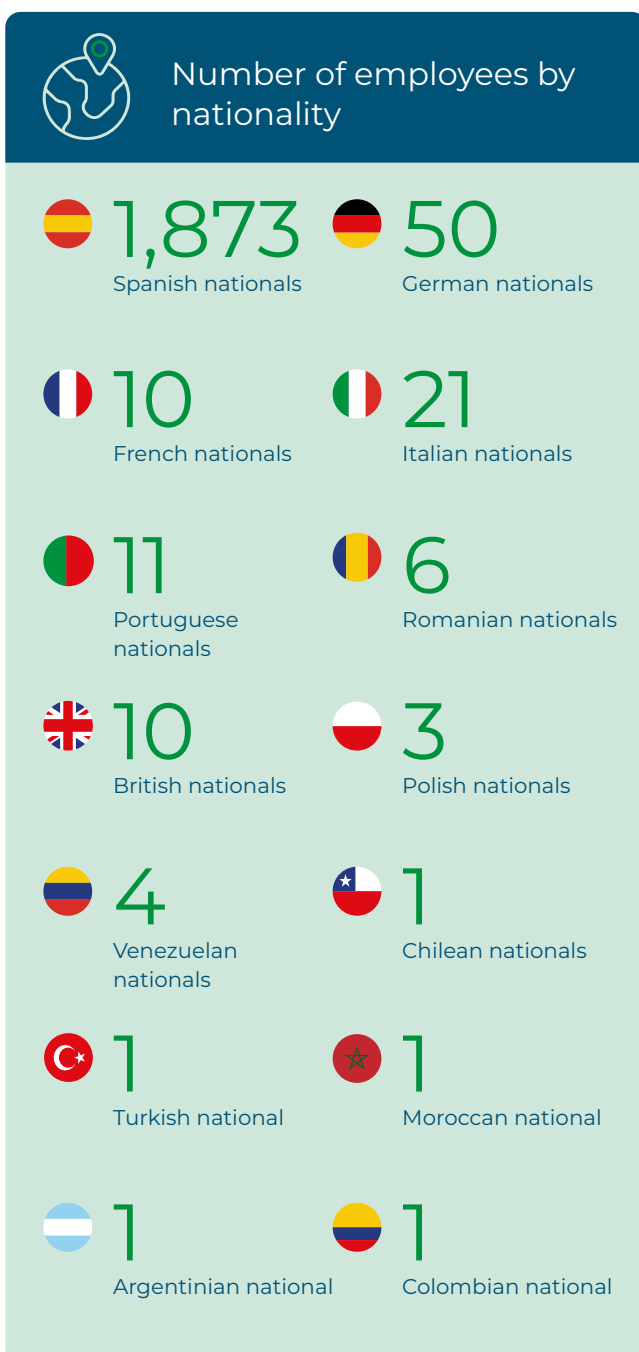 Number of employees by
nationality
1,873
Spanish nationals
50
German nationals
10
French nationals
21
Italian nationals
11
Portuguese
nationals
6
Romanian nationals
10
British nationals
3
Polish nationals
4
Venezuelan
nationals
1
Chilean nationals
1
Turkish national
1
Moroccan national
1
Argentinian national
1
Colombian national